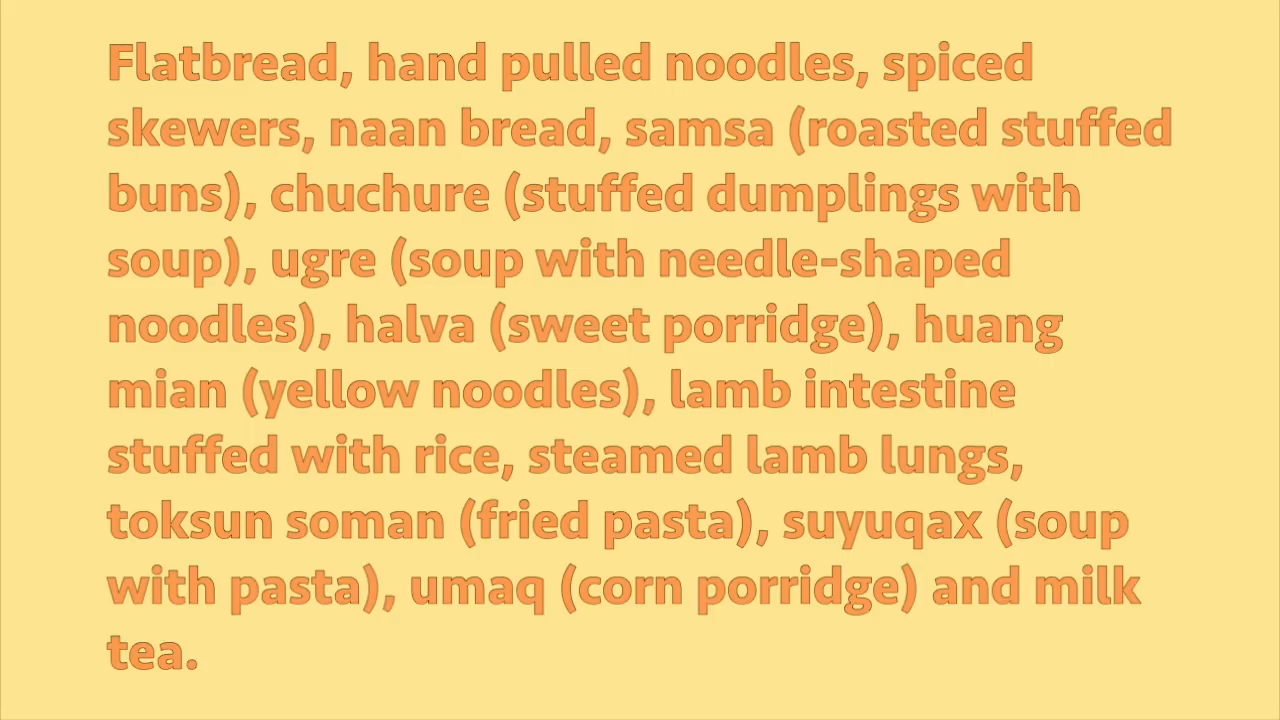 Flatbread, hand pulled noodles, spiced
skewers, naan bread, samsa (roasted stuffed
buns), chuchure (stuffed dumplings with
soup), ugre (soup with needle-shaped
noodles), halva (sweet porridge), huang
mian (yellow noodles), lamb intestine
stuffed with rice, steamed lamb lungs,
toksun soman (fried pasta), suyuqax (soup
with pasta), umaq (corn porridge) and milk
tea.